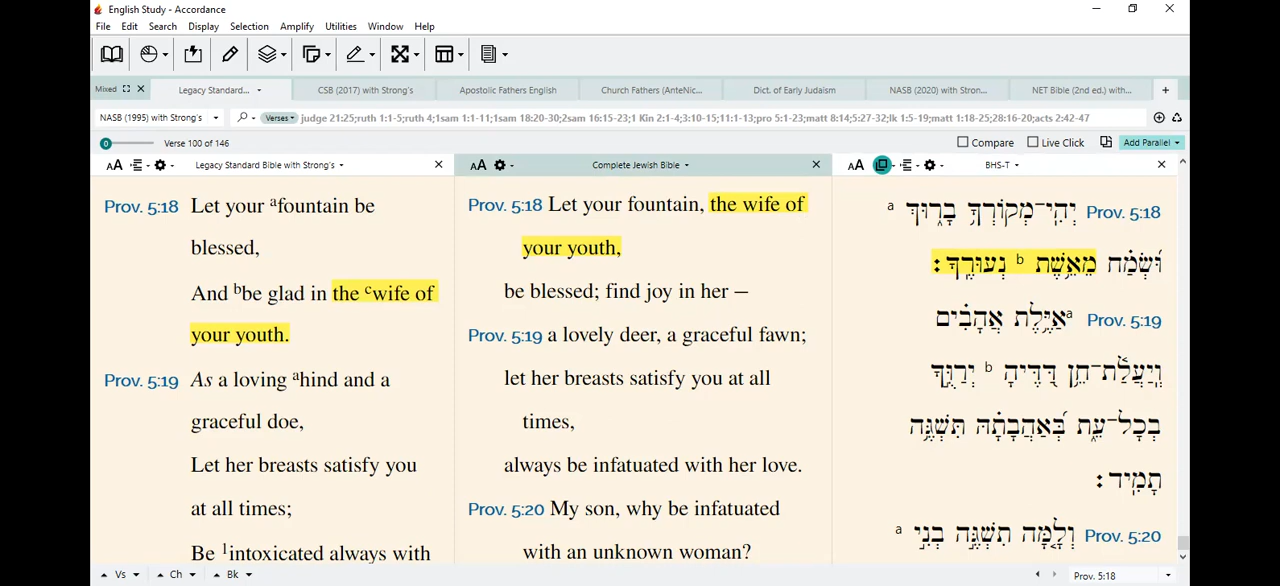 English Study - Accordance
File Edit Search Display Selection Amplify Utilities Window Help
Mixed
Legacy Standard...
CSB (2017) with Strong's
Apostolic Fathers English
Church Fathers (AnteNic...
Dict. of Early Judaism
NASB (2020) with Stron...
NET Bible (2nd ed.) with...
NASB (1995) with Strong's
Verses
judge 21:25;ruth 1:1-5;ruth 4;1sam 1:1-11;1sam 18:20-30;2sam 16:15-23;1 Kin 2:1-4;3:10-15;11:1-13;pro 5:1-23;matt 8:14;5:27-32;lk 1:5-19;matt 1:18-25;28:16-20;acts 2:42-47
0 Verse 100 of 146
Compare Live Click Add Parallel
AA Legacy Standard Bible with Strong's
Prov. 5:18 Let your ᵃfountain be
blessed,
And ᵇbe glad in the ᶜwife of
your youth.
Prov. 5:19 As a loving ᵃhind and a
graceful doe,
Let her breasts satisfy you
at all times;
Be ¹intoxicated always with
AA Complete Jewish Bible
Prov. 5:18 Let your fountain, the wife of
your youth,
be blessed; find joy in her —
Prov. 5:19 a lovely deer, a graceful fawn;
let her breasts satisfy you at all
times,
always be infatuated with her love.
Prov. 5:20 My son, why be infatuated
with an unknown woman?
AA BHS-T
Prov. 5:18 יְהִֽי־מְקוֹרְךָ֥ בָר֑וּךְ a
וּ֝שְׂמַ֗ח מֵאֵ֥שֶׁת b נְעוּרֶֽךָ׃
Prov. 5:19 a אַיֶּ֥לֶת אֲהָבִ֗ים
וְֽיַעֲלַ֫ת־חֵ֥ן דַּ֭דֶּיהָ b יְרַוֻּ֣ךָ
בְכָל־עֵ֑ת בְּ֝אַהֲבָתָ֗הּ תִּשְׁגֶּ֥ה
תָמִֽיד׃
Prov. 5:20 וְלָ֤מָּה תִשְׁגֶּ֣ה בְנִ֣י a
Vs Ch Bk
Prov. 5:18